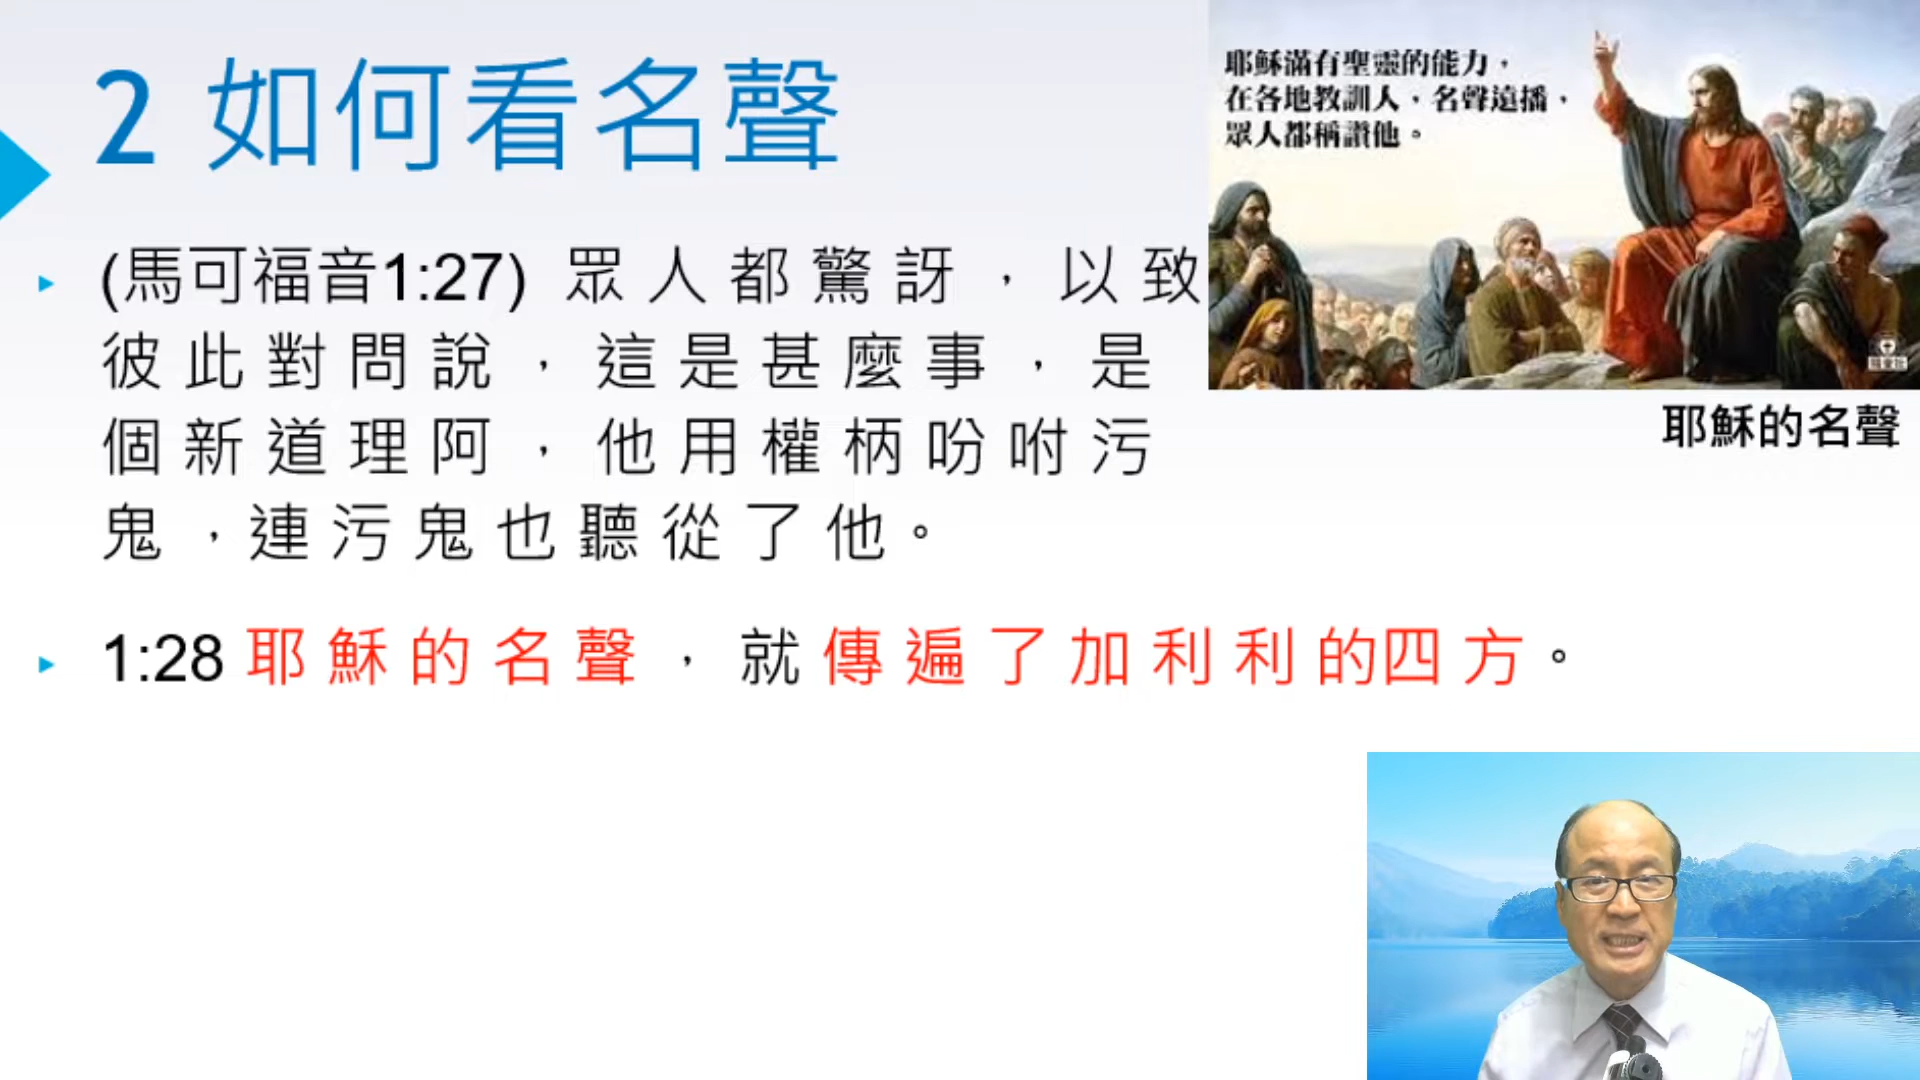 2 如何看名聲
耶穌滿有聖靈的能力，
在各地教訓人，名聲遠播，
眾人都稱讚他。
(馬可福音1:27) 眾人都驚訝，以致
彼此對問說，這是甚麼事，是
個新道理阿，他用權柄吩咐污
鬼，連污鬼也聽從了他。
耶穌的名聲
1:28 耶穌的名聲，就傳遍了加利利的四方。